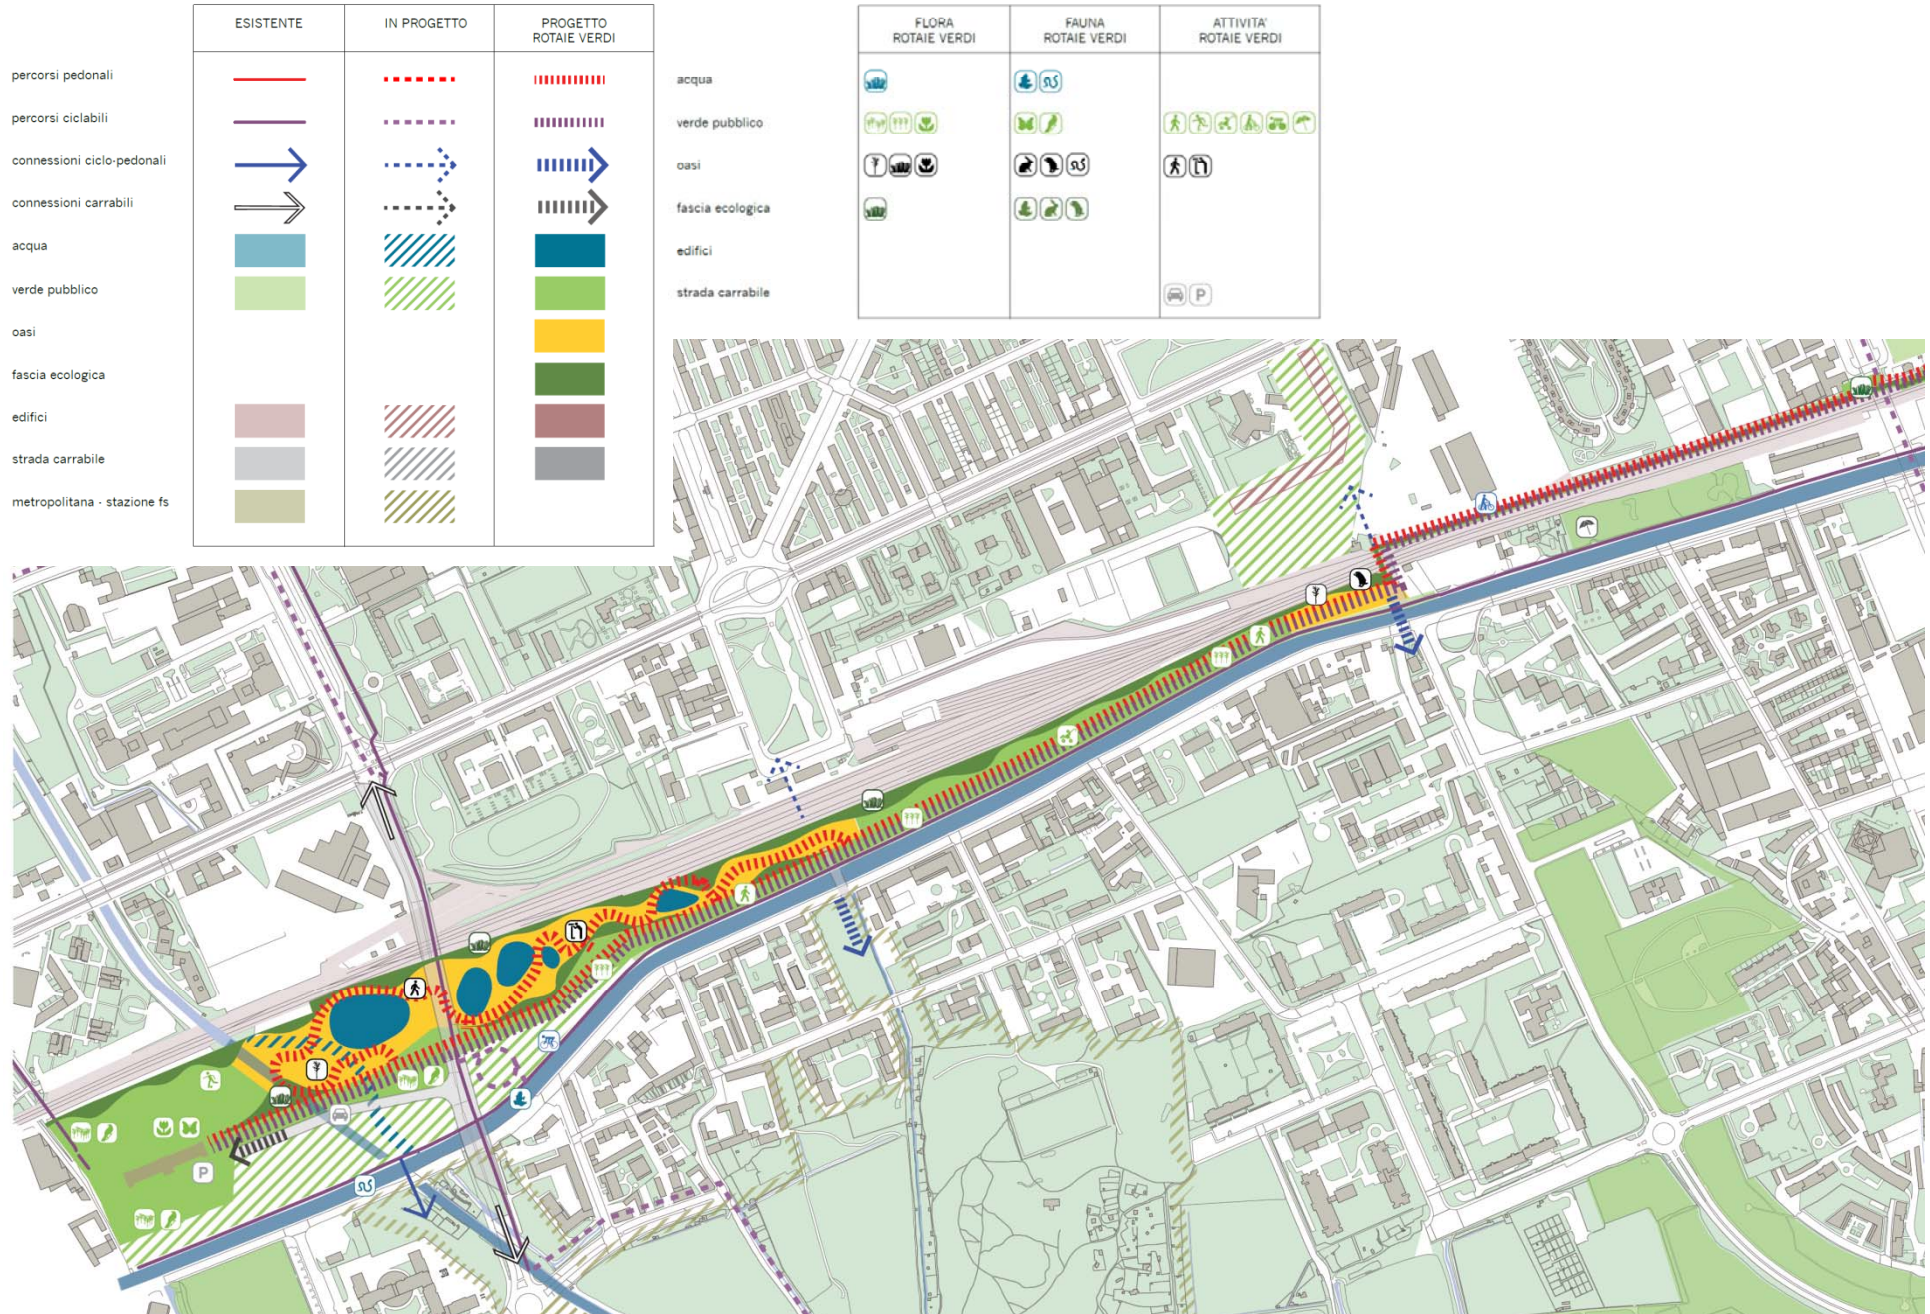 ESISTENTE
IN PROGETTO
PROGETTO
ROTAIE VERDI
percorsi pedonali
percorsi ciclabili
connessioni ciclo-pedonali
connessioni carrabili
acqua
verde pubblico
oasi
fascia ecologica
edifici
strada carrabile
metropolitana - stazione fs
FLORA
ROTAIE VERDI
FAUNA
ROTAIE VERDI
ATTIVITA'
ROTAIE VERDI
acqua
verde pubblico
oasi
fascia ecologica
edifici
strada carrabile
P
P